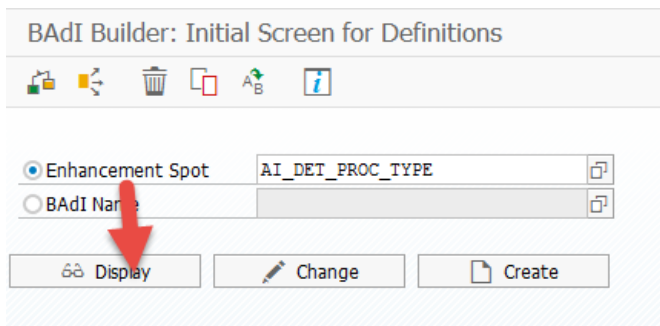 BAdI Builder: Initial Screen for Definitions
Enhancement Spot AI_DET_PROC_TYPE
BAdI Name
Display Change Create